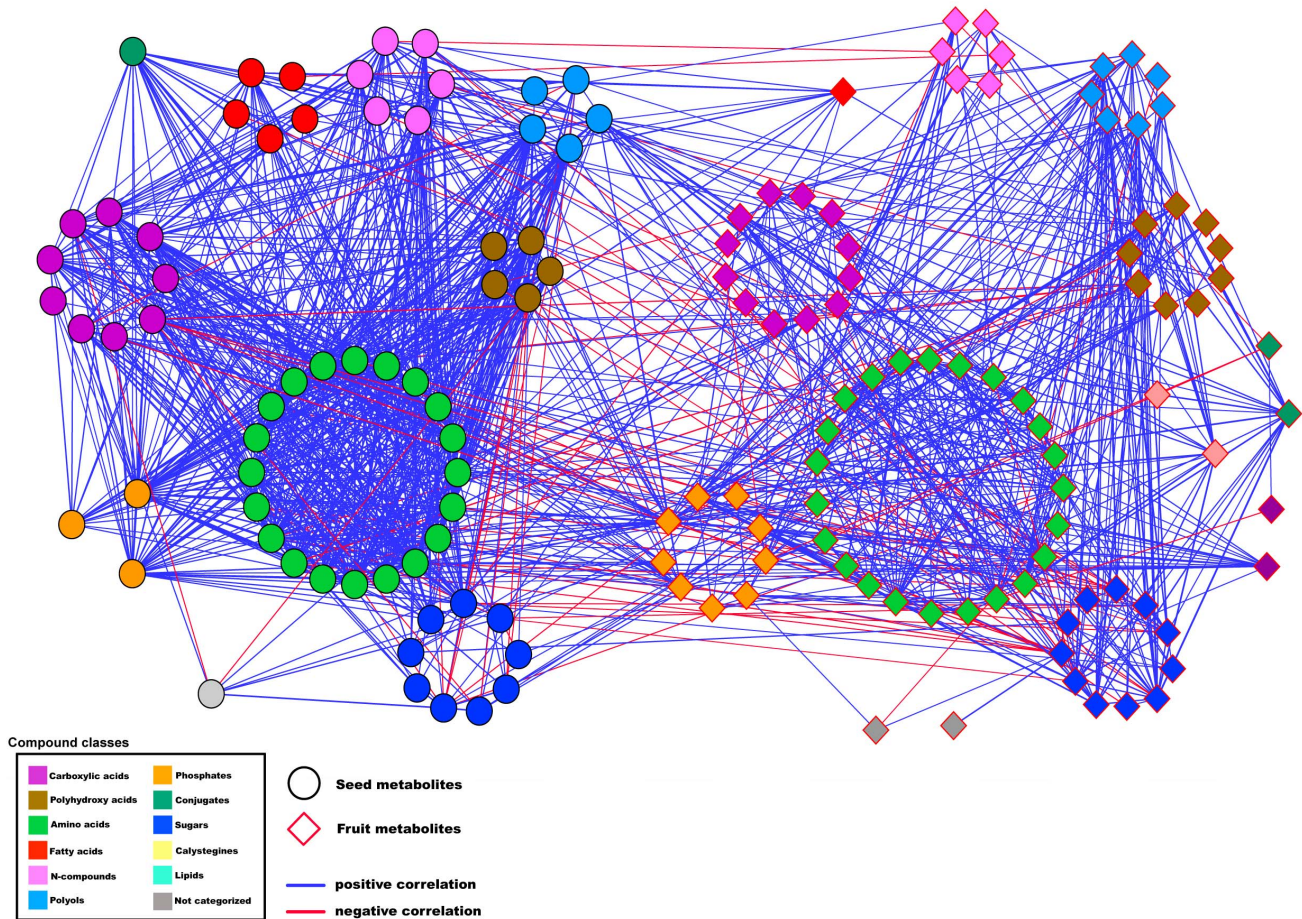 Compound classes
Carboxylic acids
Polyhydroxy acids
Amino acids
Fatty acids
N-compounds
Polyols
Phosphates
Conjugates
Sugars
Calystegines
Lipids
Not categorized
Seed metabolites
Fruit metabolites
positive correlation
negative correlation